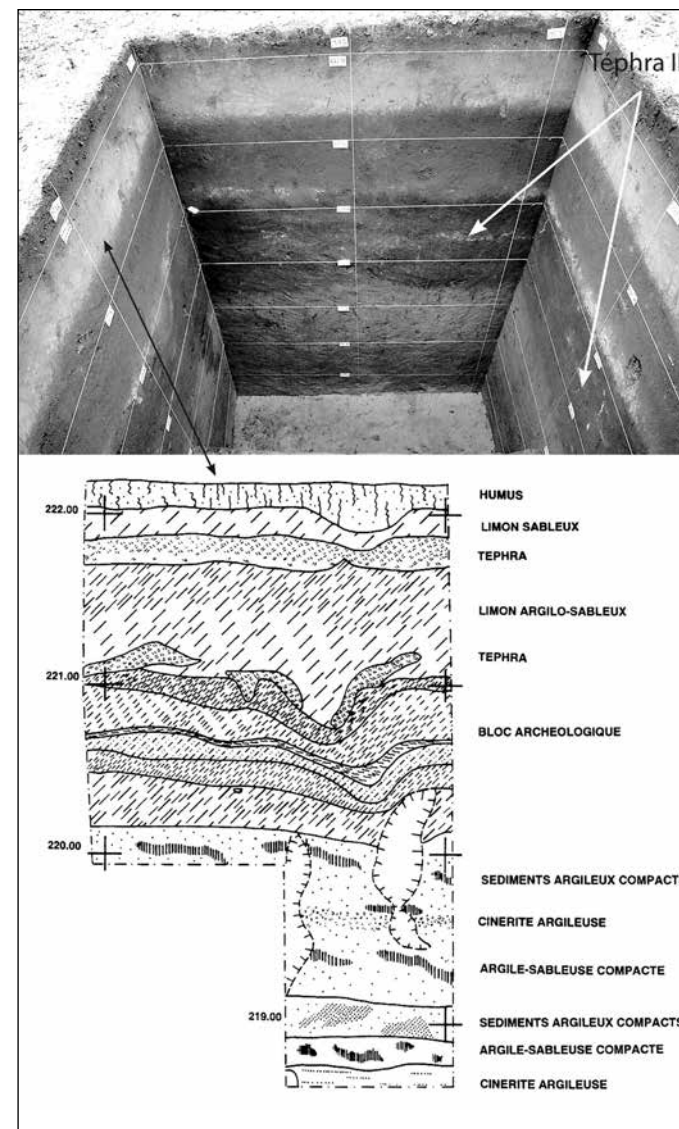 Téphra II
222.00
HUMUS
LIMON SABLEUX
TEPHRA
LIMON ARGILO-SABLEUX
TEPHRA
221.00
BLOC ARCHEOLOGIQUE
220.00
SEDIMENTS ARGILEUX COMPACTS
CINERITE ARGILEUSE
ARGILE-SABLEUSE COMPACTE
219.00
SEDIMENTS ARGILEUX COMPACTS
ARGILE-SABLEUSE COMPACTE
CINERITE ARGILEUSE